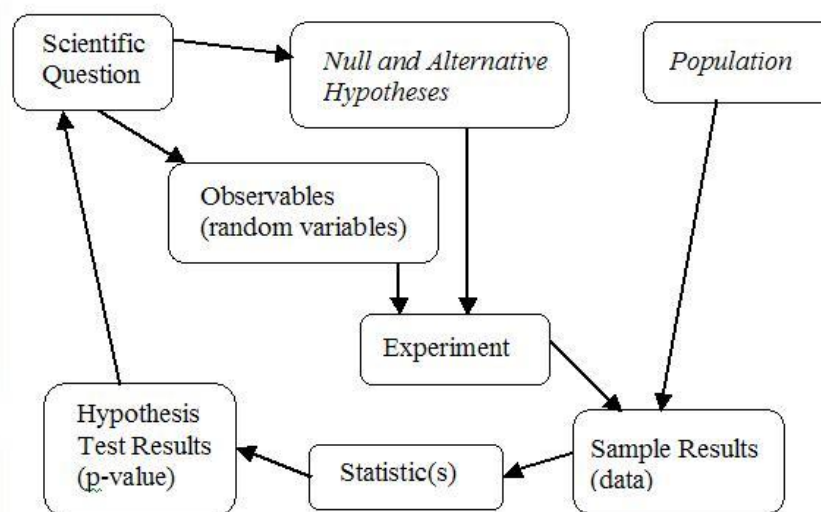 Scientific
Question
Null and Alternative
Hypotheses
Population
Observables
(random variables)
Experiment
Hypothesis
Test Results
(p-value)
Statistic(s)
Sample Results
(data)